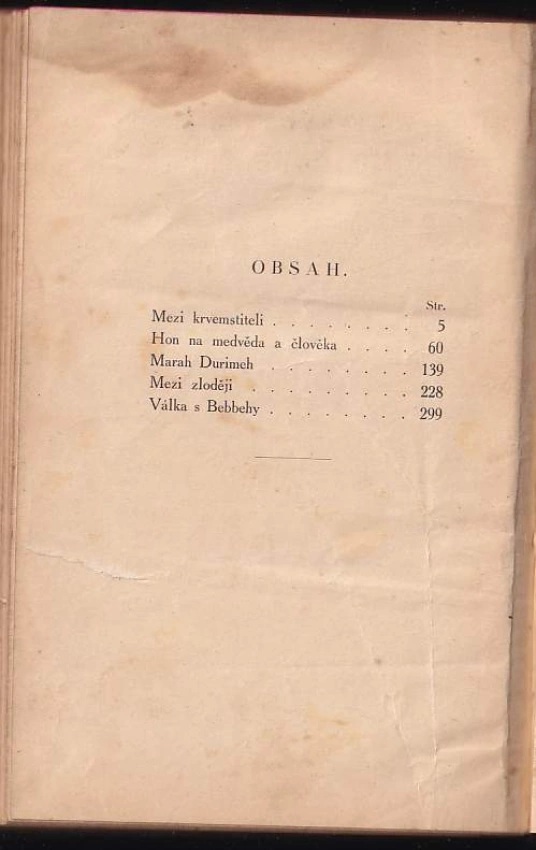 OBSAH.
Str.
Mezi krvemstiteli . . . . . . . . 5
Hon na medvěda a člověka . . . . 60
Marah Durimeh . . . . . . . . 139
Mezi zloději . . . . . . . . . 228
Válka s Bebbehy . . . . . . . . 299